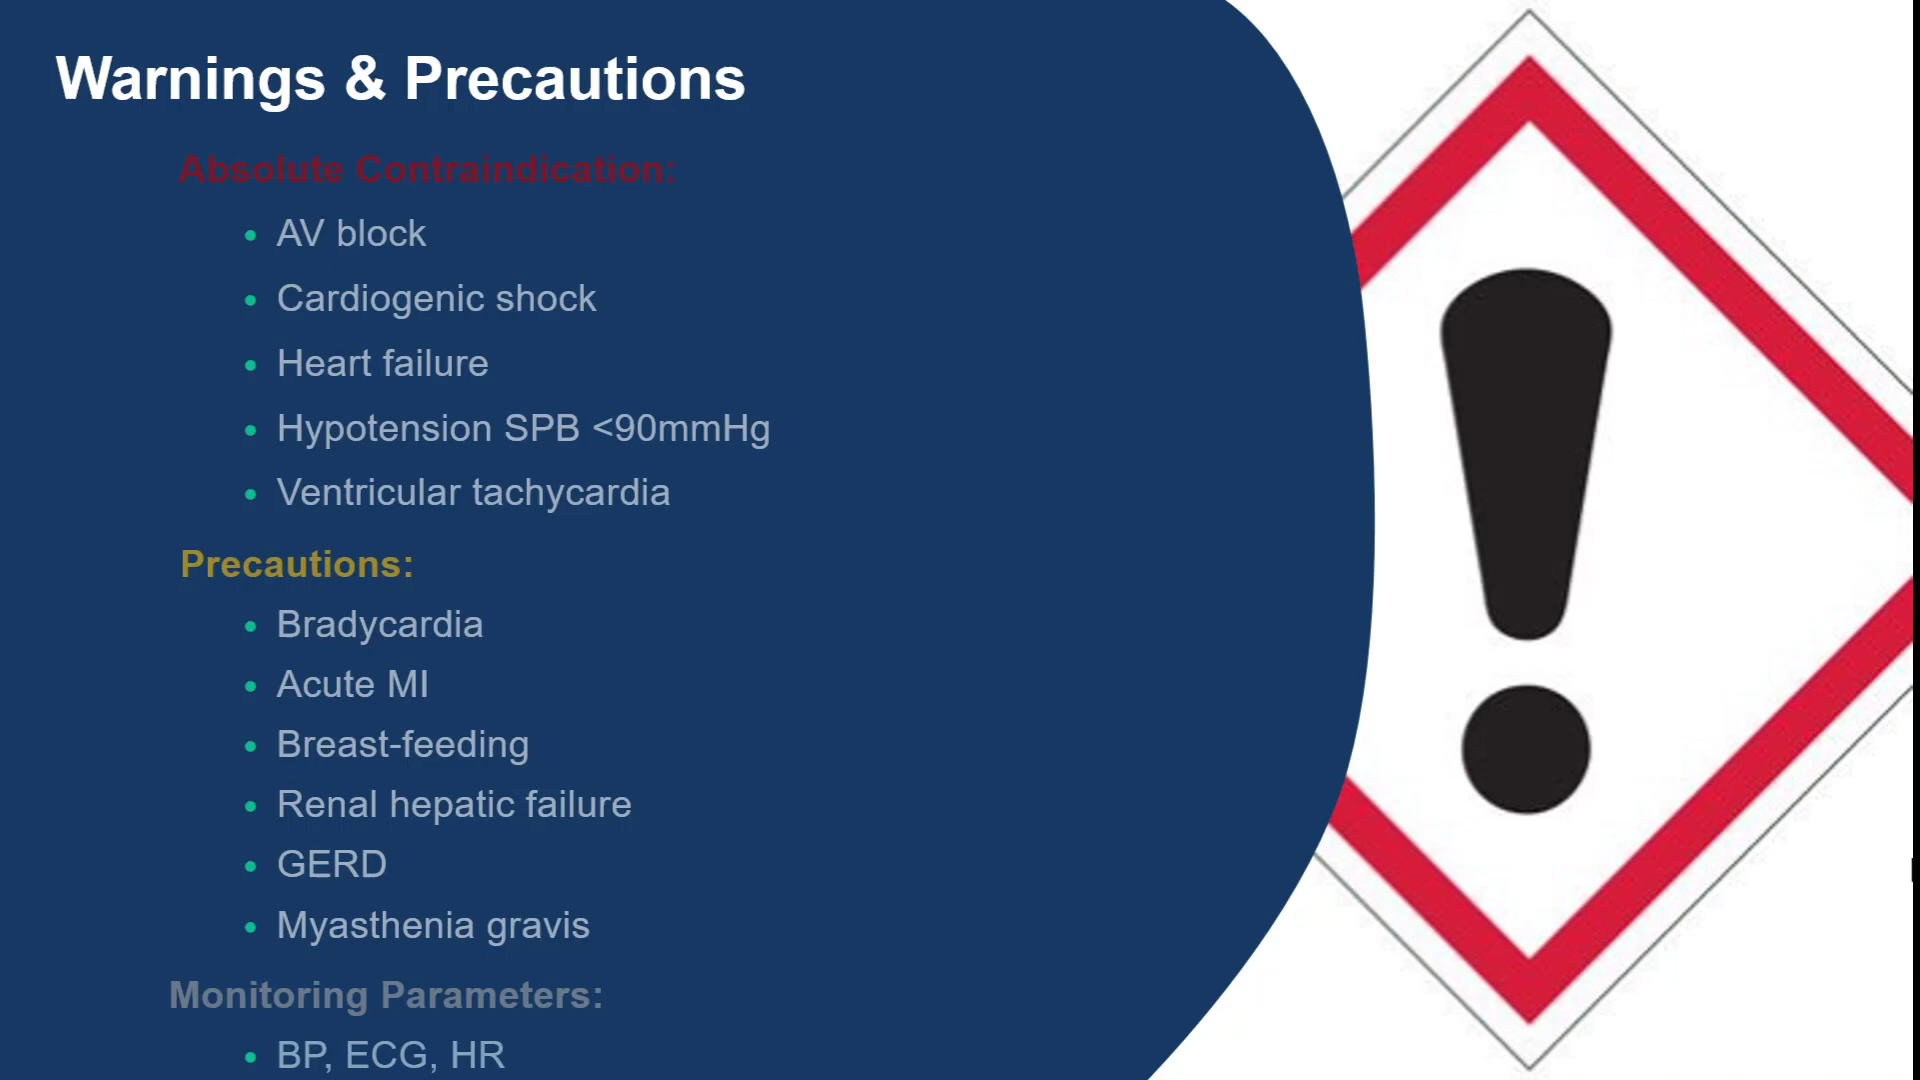 Warnings & Precautions
Absolute Contraindication:
• AV block
• Cardiogenic shock
• Heart failure
• Hypotension SPB <90mmHg
• Ventricular tachycardia
Precautions:
• Bradycardia
• Acute MI
• Breast-feeding
• Renal hepatic failure
• GERD
• Myasthenia gravis
Monitoring Parameters:
• BP, ECG, HR